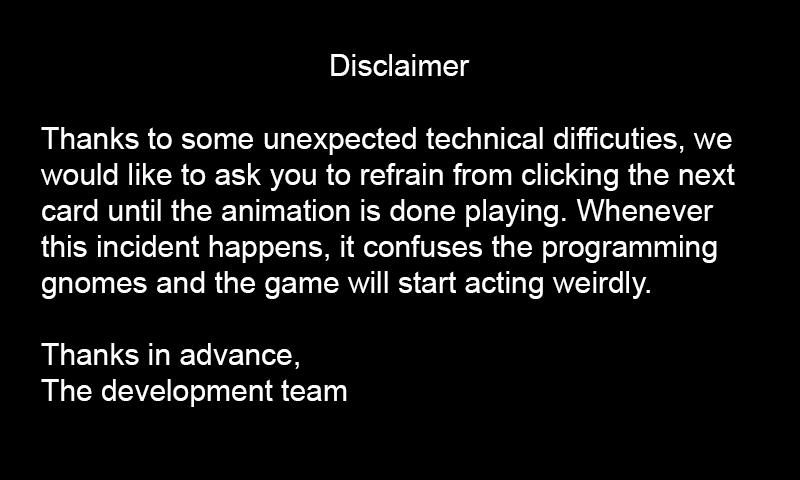 Disclaimer
Thanks to some unexpected technical difficuties, we
would like to ask you to refrain from clicking the next
card until the animation is done playing. Whenever
this incident happens, it confuses the programming
gnomes and the game will start acting weirdly.
Thanks in advance,
The development team